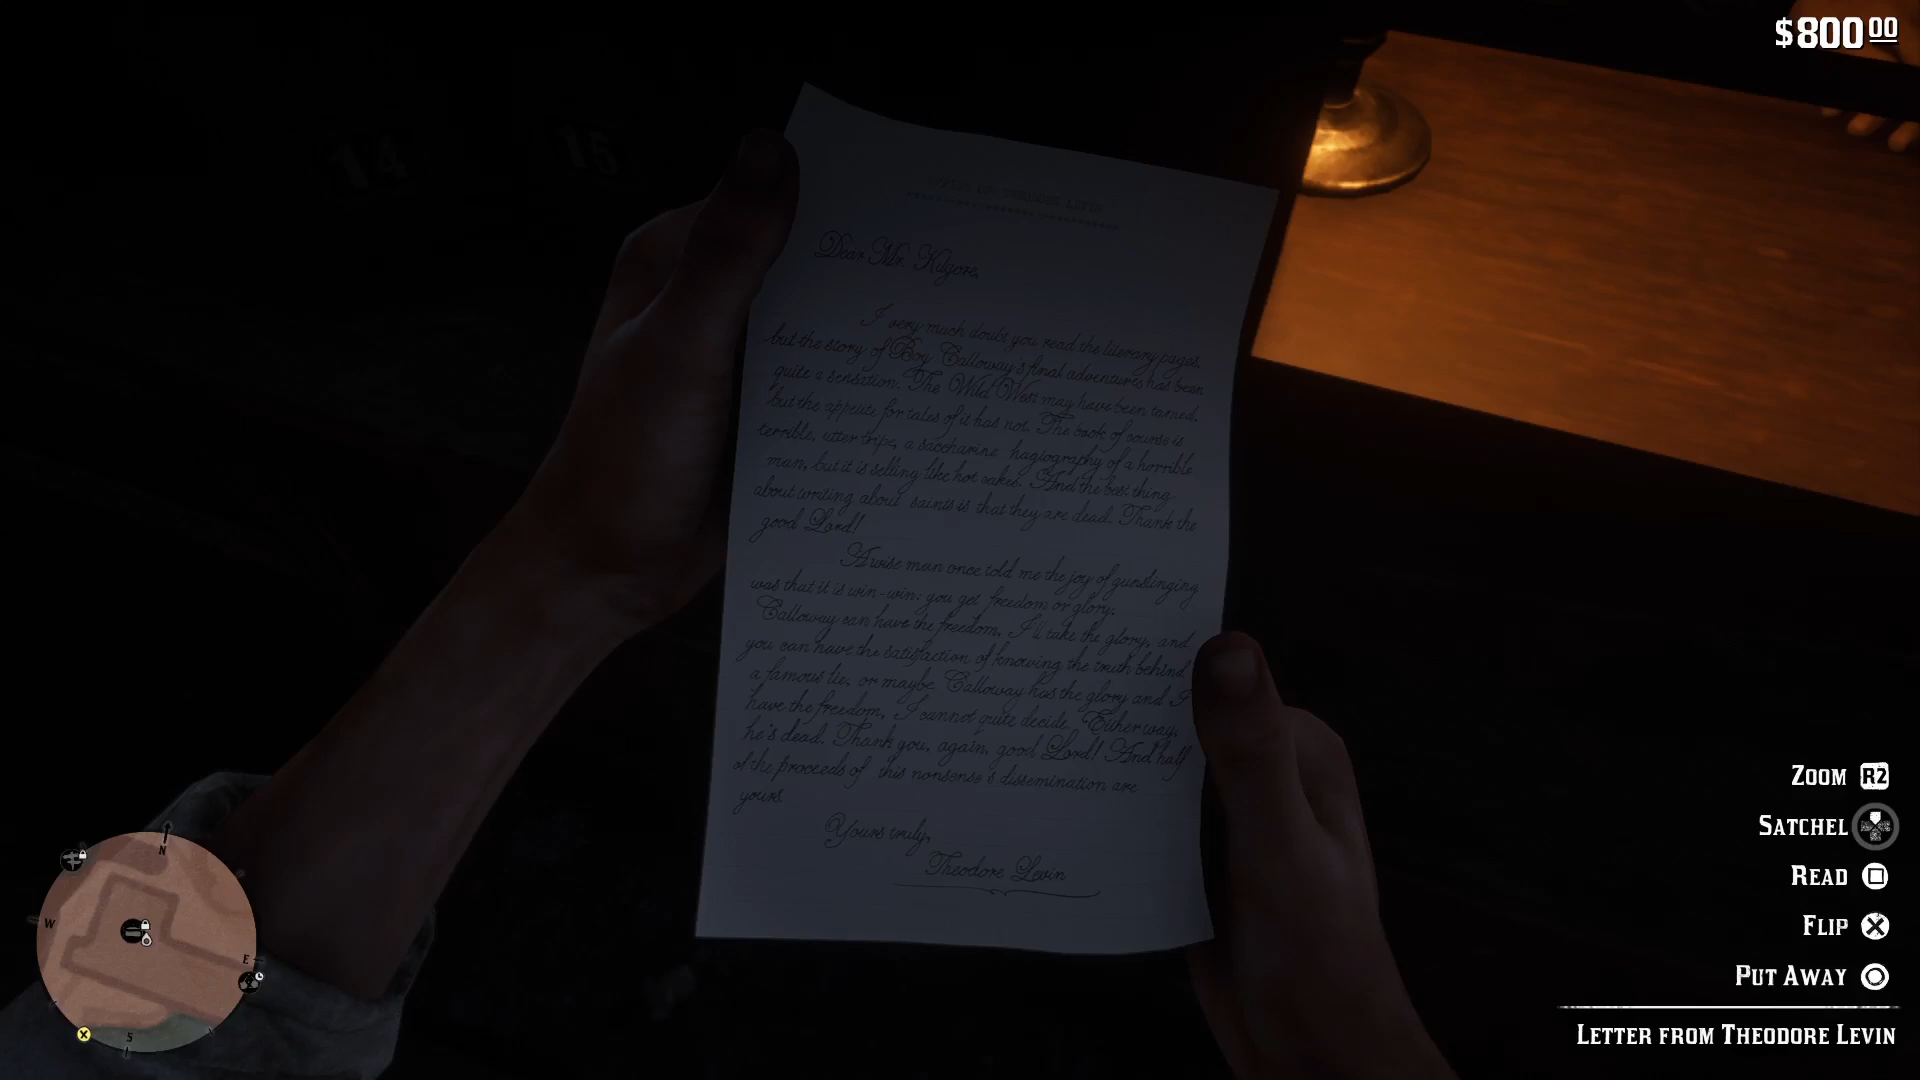 $800 00
14 15
OFFICE OF THEODORE LEVIN
Dear Mr. Kilgore,
I very much doubt you read the literary pages,
but the story of Boy Calloway's final adventures has been
quite a sensation. The Wild West may have been tamed,
but the appetite for tales of it has not. The book of course is
terrible, utter tripe, a saccharine hagiography of a horrible
man, but it is selling like hot cakes. And the best thing
about writing about saints is that they are dead. Thank the
good Lord!
A wise man once told me the joy of gunslinging
was that it is win-win: you get freedom or glory.
Calloway can have the freedom, I'll take the glory, and
you can have the satisfaction of knowing the truth behind
a famous lie, or maybe Calloway has the glory and I
have the freedom, I cannot quite decide. Either way,
he's dead. Thank you, again, good Lord! And half
of the proceeds of this nonsense's dissemination are
yours.
Yours truly,
Theodore Levin
N
W
E
S
X
ZOOM R2
SATCHEL
READ
FLIP
PUT AWAY
LETTER FROM THEODORE LEVIN